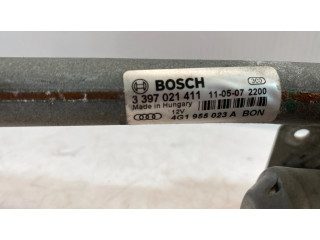 BOSCH
3 397 021 411 11-05-07 2200
Made in Hungary
12V
4G1 955 023 A BON